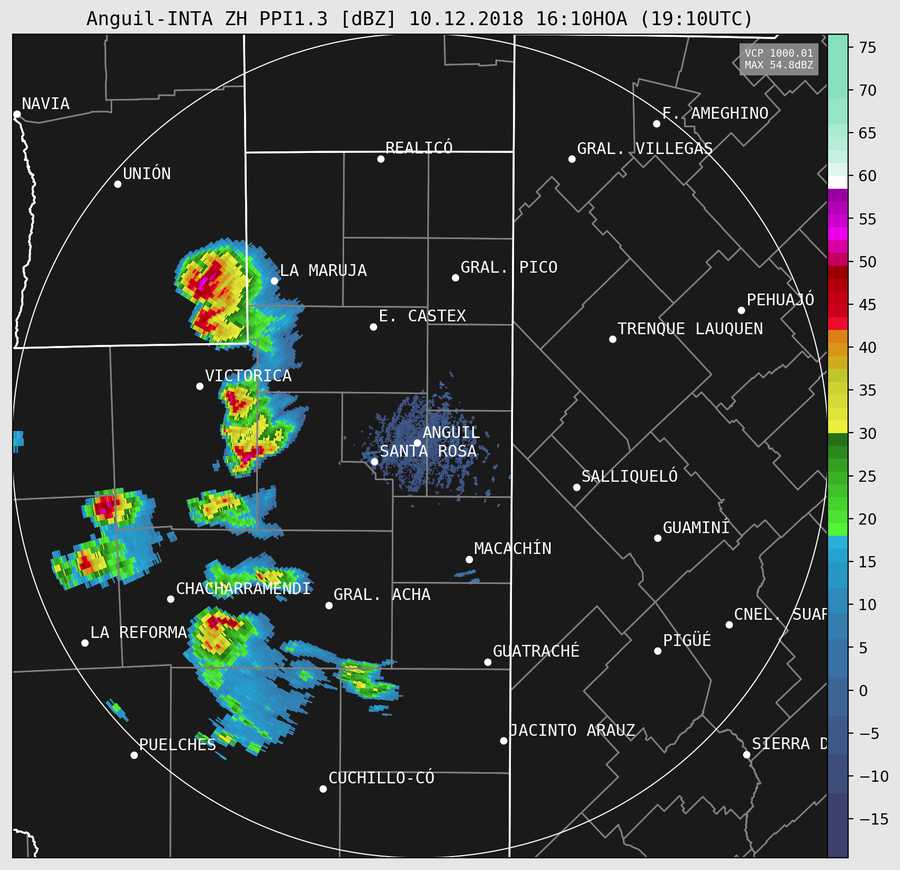 Anguil-INTA ZH PPI1.3 [dBZ] 10.12.2018 16:10HOA (19:10UTC)
VCP 1000.01
MAX 54.8dBZ
NAVIA
F. AMEGHINO
REALICÓ
GRAL. VILLEGAS
UNIÓN
LA MARUJA
GRAL. PICO
PEHUAJÓ
E. CASTEX
TRENQUE LAUQUEN
VICTORICA
ANGUIL
SANTA ROSA
SALLIQUELÓ
GUAMINÍ
MACACHÍN
CHACHARRAMENDI
GRAL. ACHA
CNEL. SUAR
LA REFORMA
PIGÜÉ
GUATRACHÉ
JACINTO ARAUZ
PUELCHES
SIERRA D
CUCHILLO-CÓ
75
70
65
60
55
50
45
40
35
30
25
20
15
10
5
0
−5
−10
−15